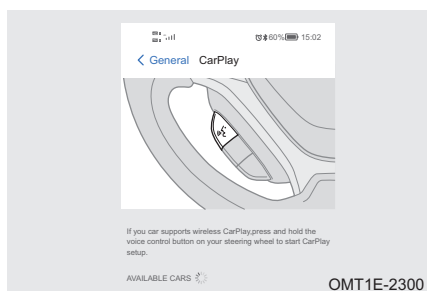 60% 15:02
General CarPlay
If you car supports wireless CarPlay,press and hold the
voice control button on your steering wheel to start CarPlay
setup.
AVAILABLE CARS
OMT1E-2300